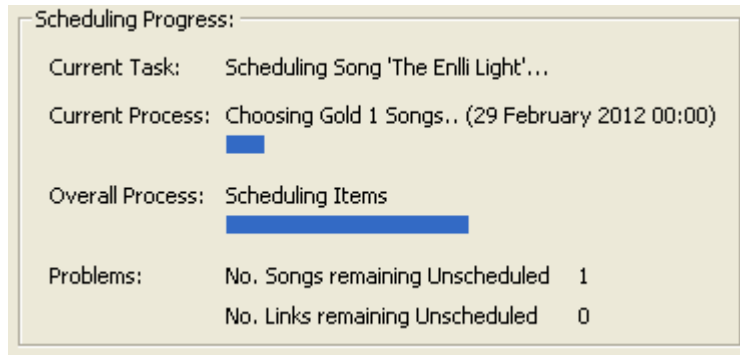 Scheduling Progress:
Current Task: Scheduling Song 'The Enlli Light'...
Current Process: Choosing Gold 1 Songs.. (29 February 2012 00:00)
Overall Process: Scheduling Items
Problems: No. Songs remaining Unscheduled 1
No. Links remaining Unscheduled 0